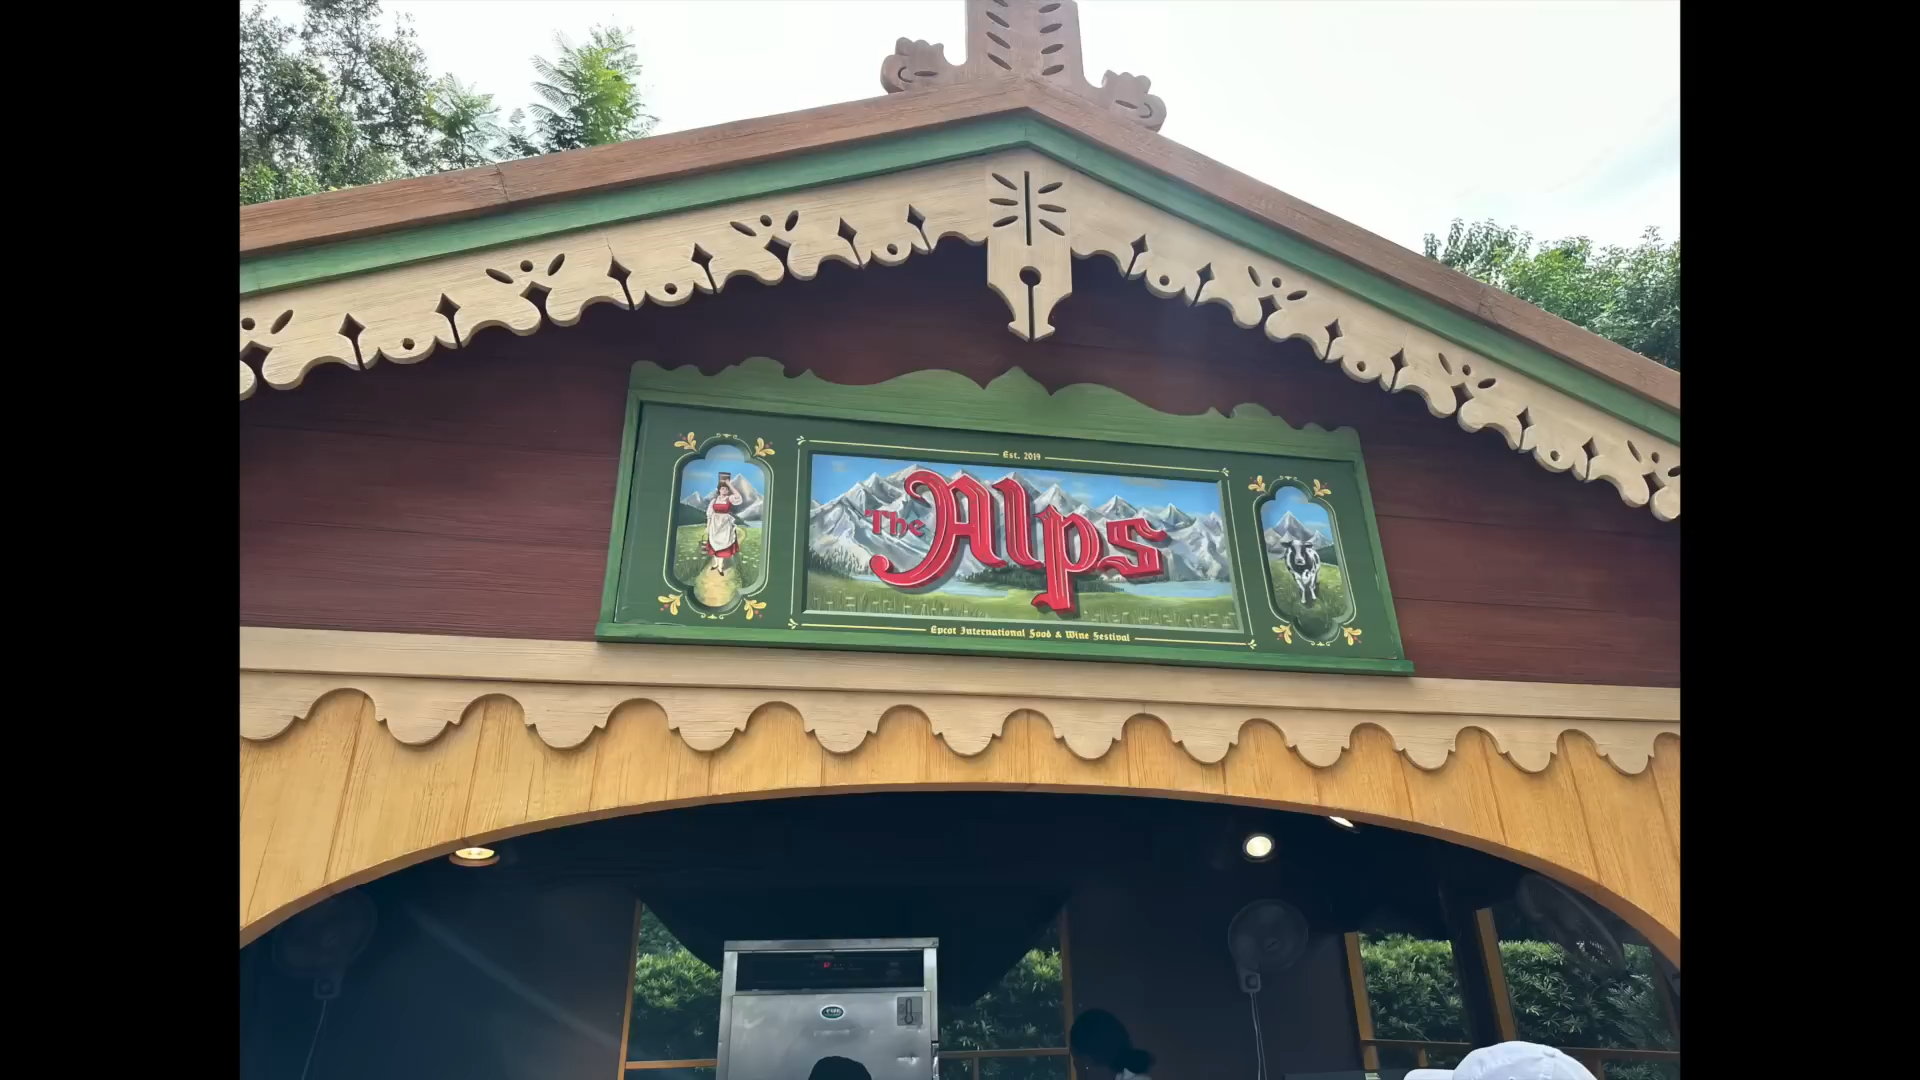 Est. 2019
The Alps
Epcot International Food & Wine Festival